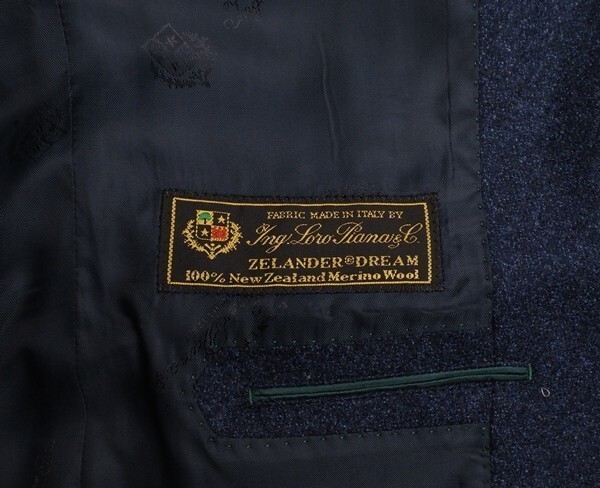 FABRIC MADE IN ITALY BY
Ing. Loro Piana & C.
ZELANDER®DREAM
100% New Zealand Merino Wool